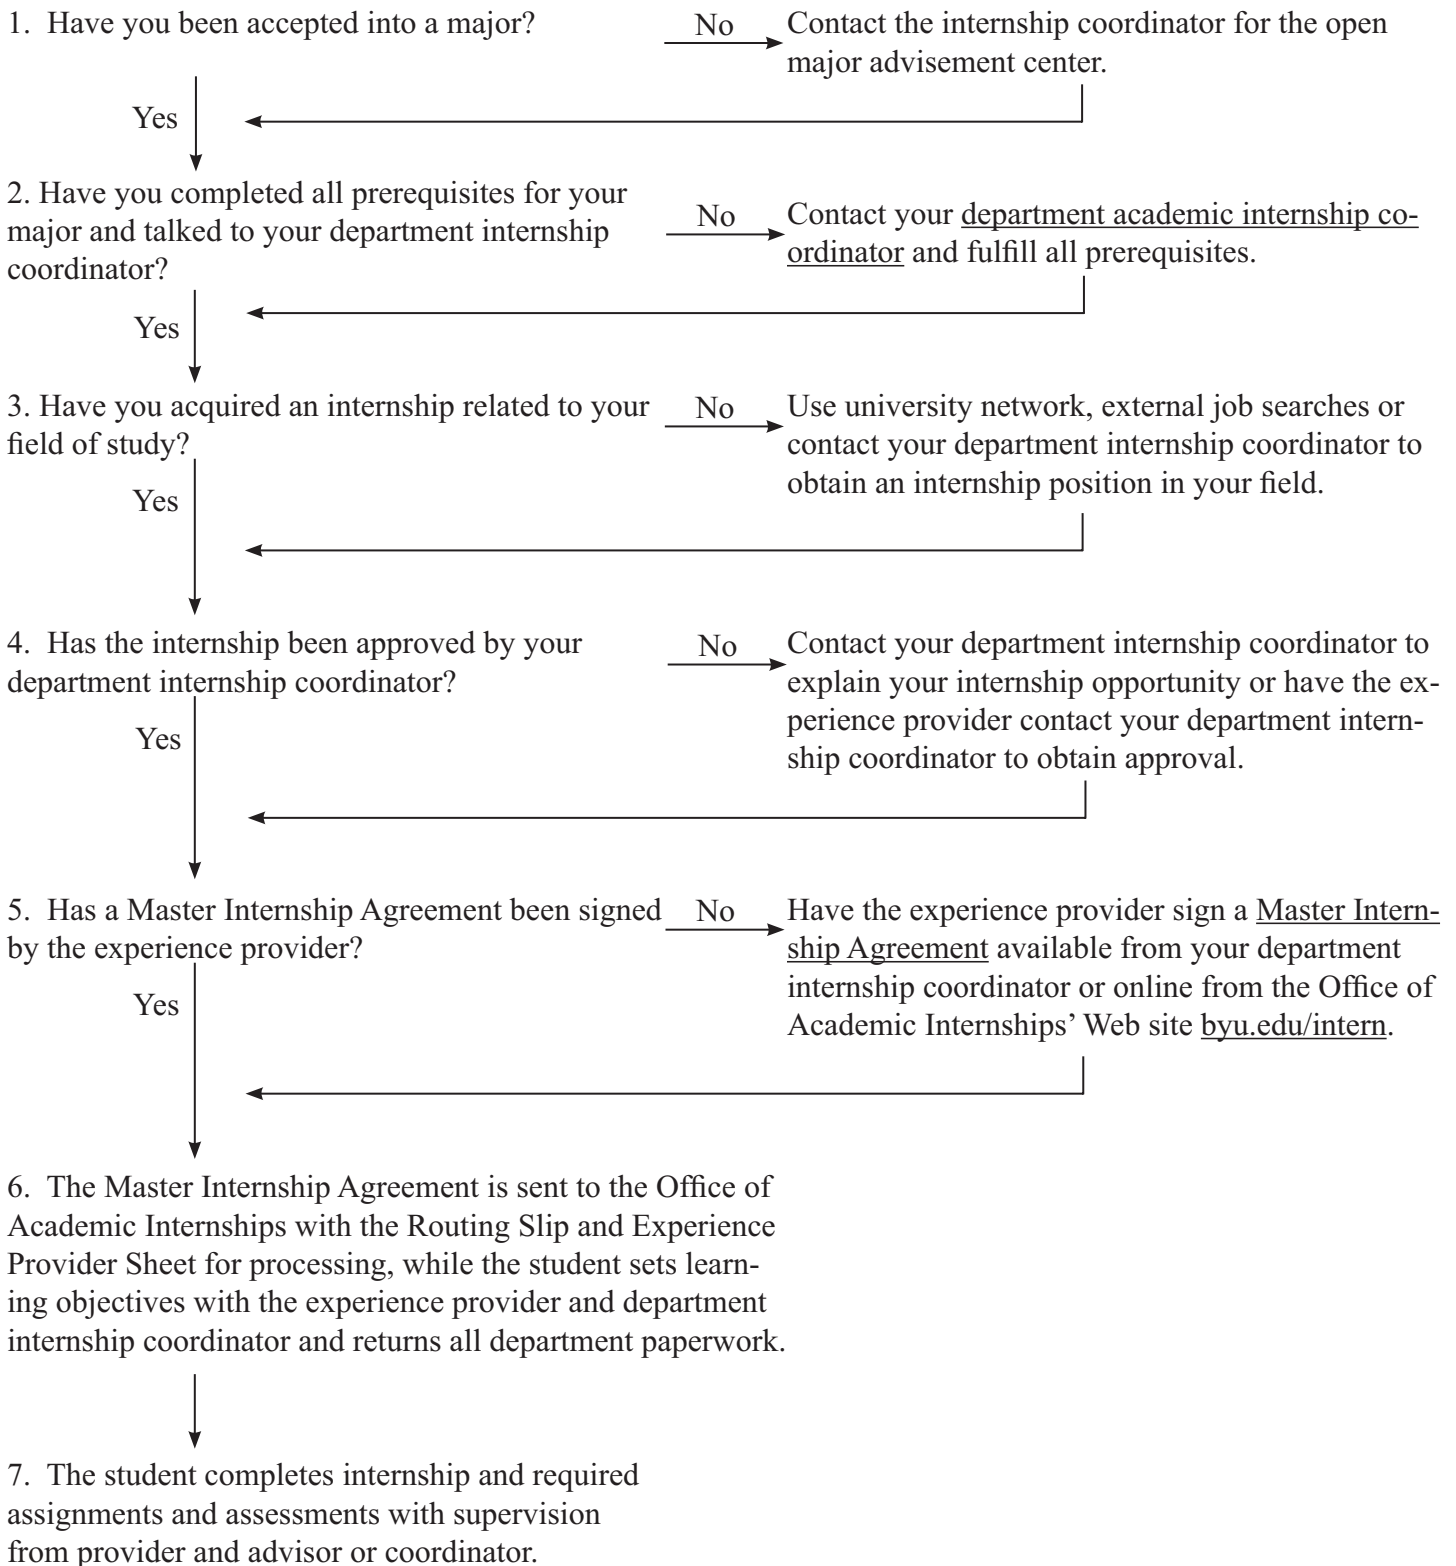 1. Have you been accepted into a major?
No
Contact the internship coordinator for the open
major advisement center.
Yes
2. Have you completed all prerequisites for your
major and talked to your department internship
coordinator?
No
Contact your department academic internship co-
ordinator and fulfill all prerequisites.
Yes
3. Have you acquired an internship related to your
field of study?
No
Use university network, external job searches or
contact your department internship coordinator to
obtain an internship position in your field.
Yes
4. Has the internship been approved by your
department internship coordinator?
No
Contact your department internship coordinator to
explain your internship opportunity or have the ex-
perience provider contact your department intern-
ship coordinator to obtain approval.
Yes
5. Has a Master Internship Agreement been signed
by the experience provider?
No
Have the experience provider sign a Master Intern-
ship Agreement available from your department
internship coordinator or online from the Office of
Academic Internships’ Web site byu.edu/intern.
Yes
6. The Master Internship Agreement is sent to the Office of
Academic Internships with the Routing Slip and Experience
Provider Sheet for processing, while the student sets learn-
ing objectives with the experience provider and department
internship coordinator and returns all department paperwork.
7. The student completes internship and required
assignments and assessments with supervision
from provider and advisor or coordinator.